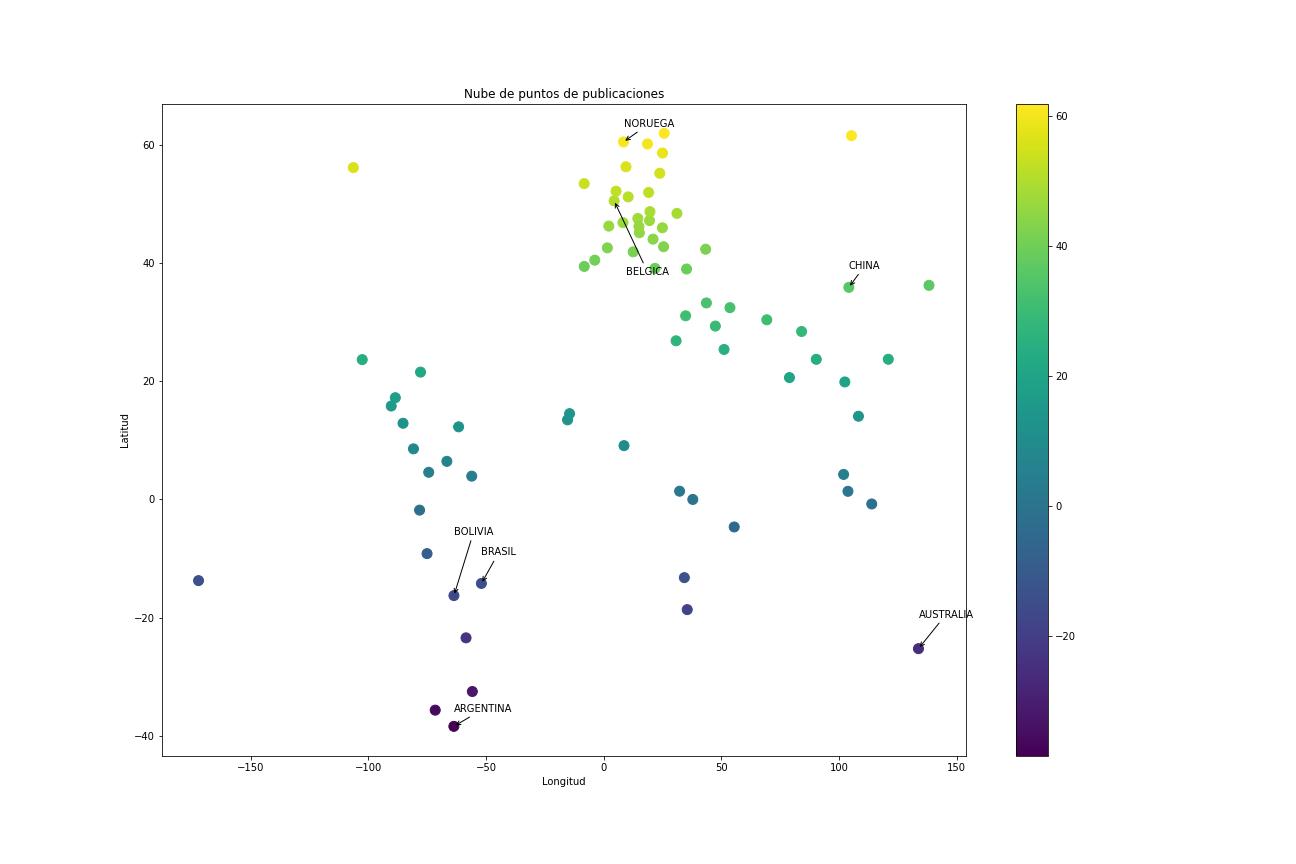 Nube de puntos de publicaciones
NORUEGA
BELGICA
CHINA
BOLIVIA
BRASIL
AUSTRALIA
ARGENTINA
Latitud
60
40
20
0
−20
−40
−150
−100
−50
0
50
100
150
Longitud
60
40
20
0
−20